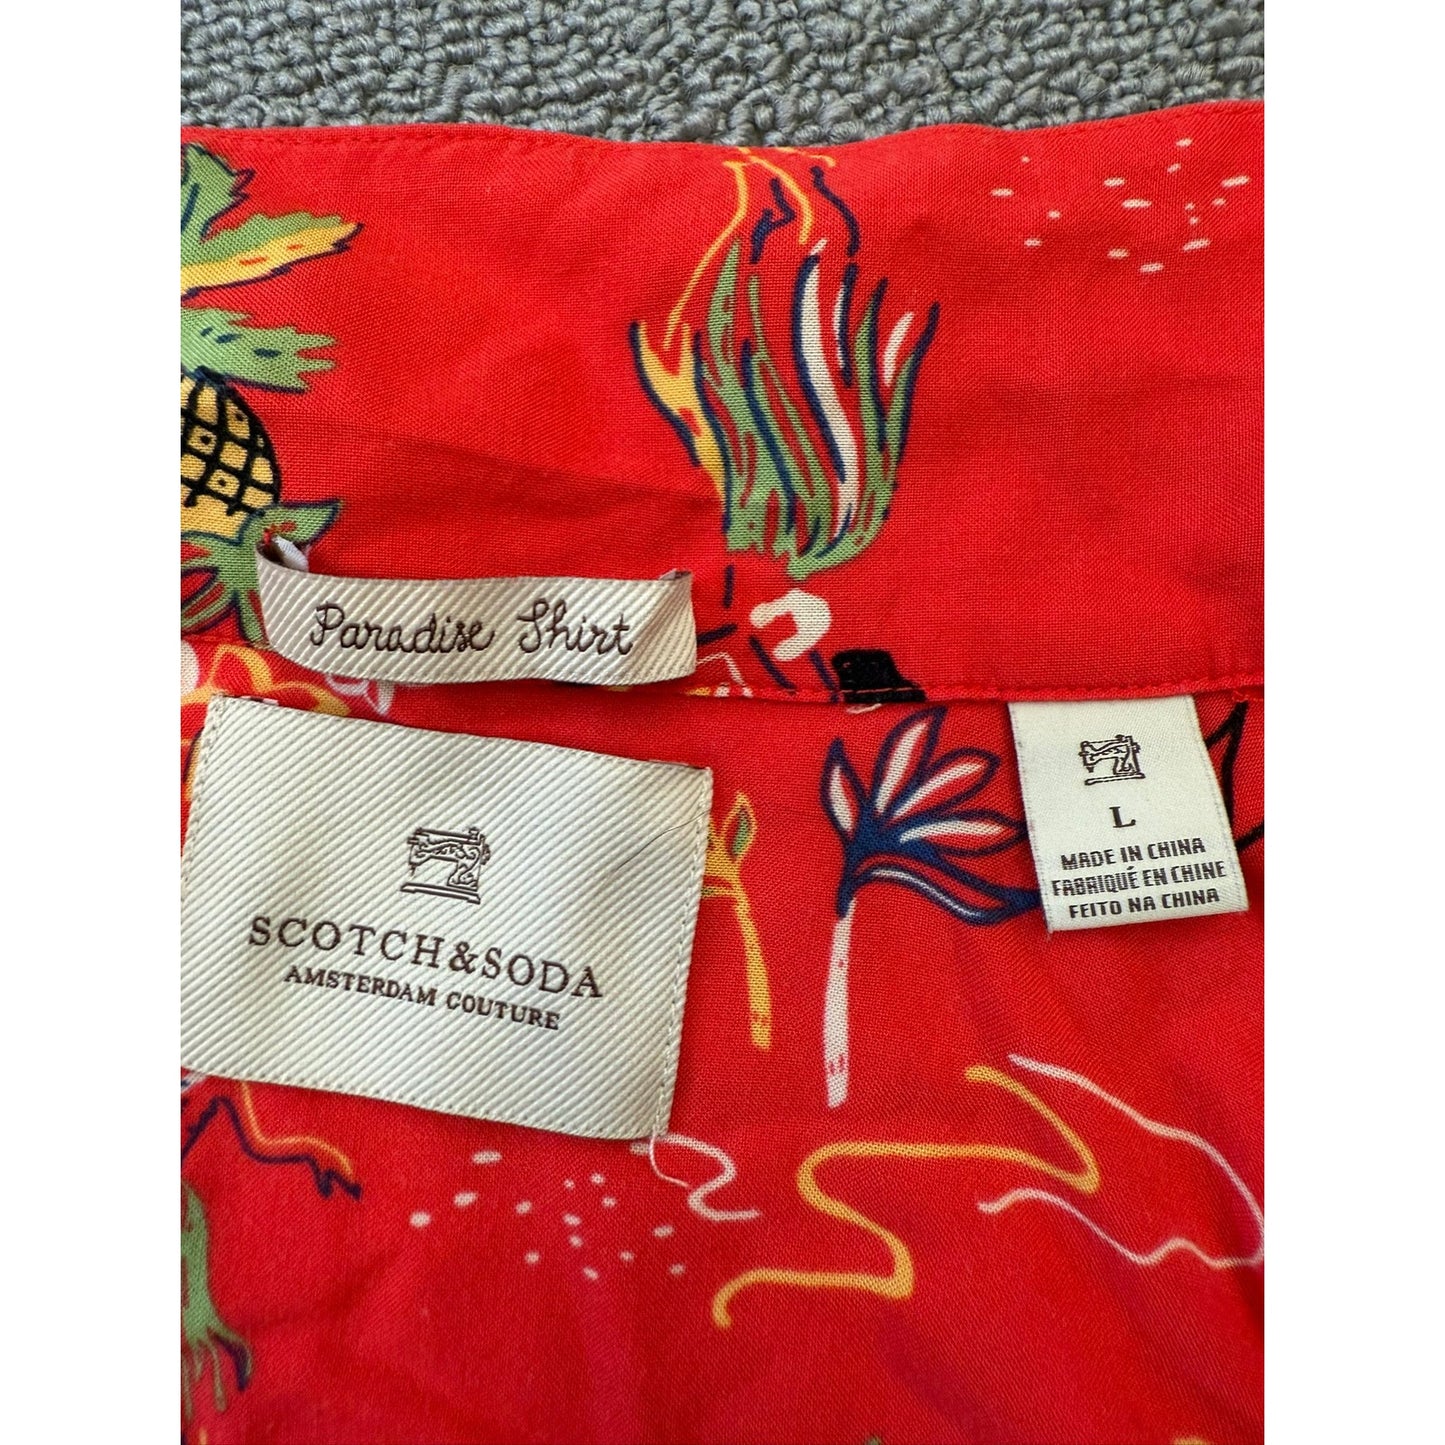 Paradise Shirt
SCOTCH&SODA
AMSTERDAM COUTURE
L
MADE IN CHINA
FABRIQUÉ EN CHINE
FEITO NA CHINA